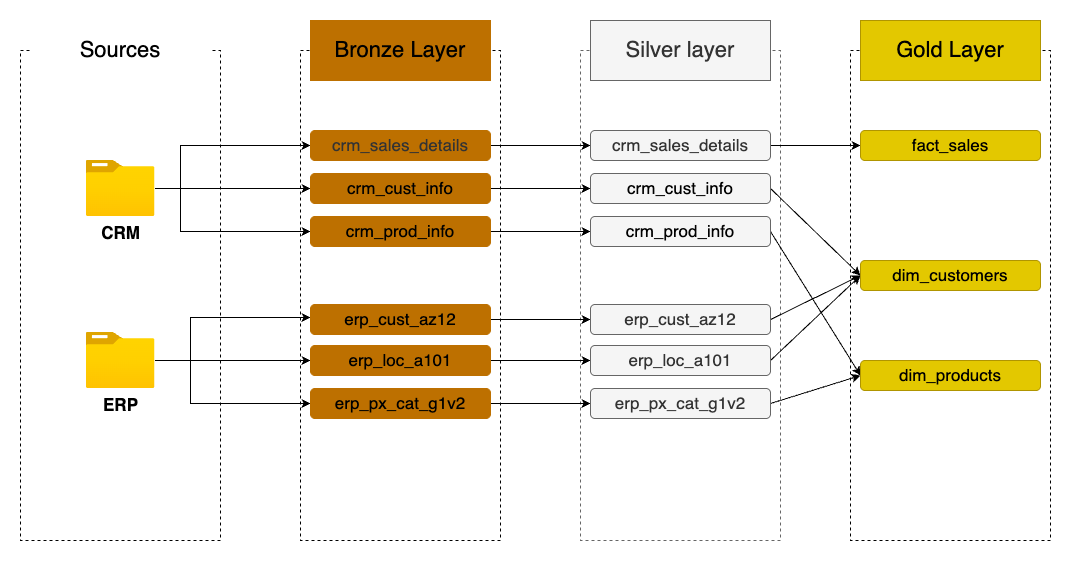 Sources
Bronze Layer
Silver layer
Gold Layer
crm_sales_details
crm_sales_details
fact_sales
crm_cust_info
crm_cust_info
CRM
crm_prod_info
crm_prod_info
dim_customers
erp_cust_az12
erp_cust_az12
erp_loc_a101
erp_loc_a101
dim_products
ERP
erp_px_cat_g1v2
erp_px_cat_g1v2